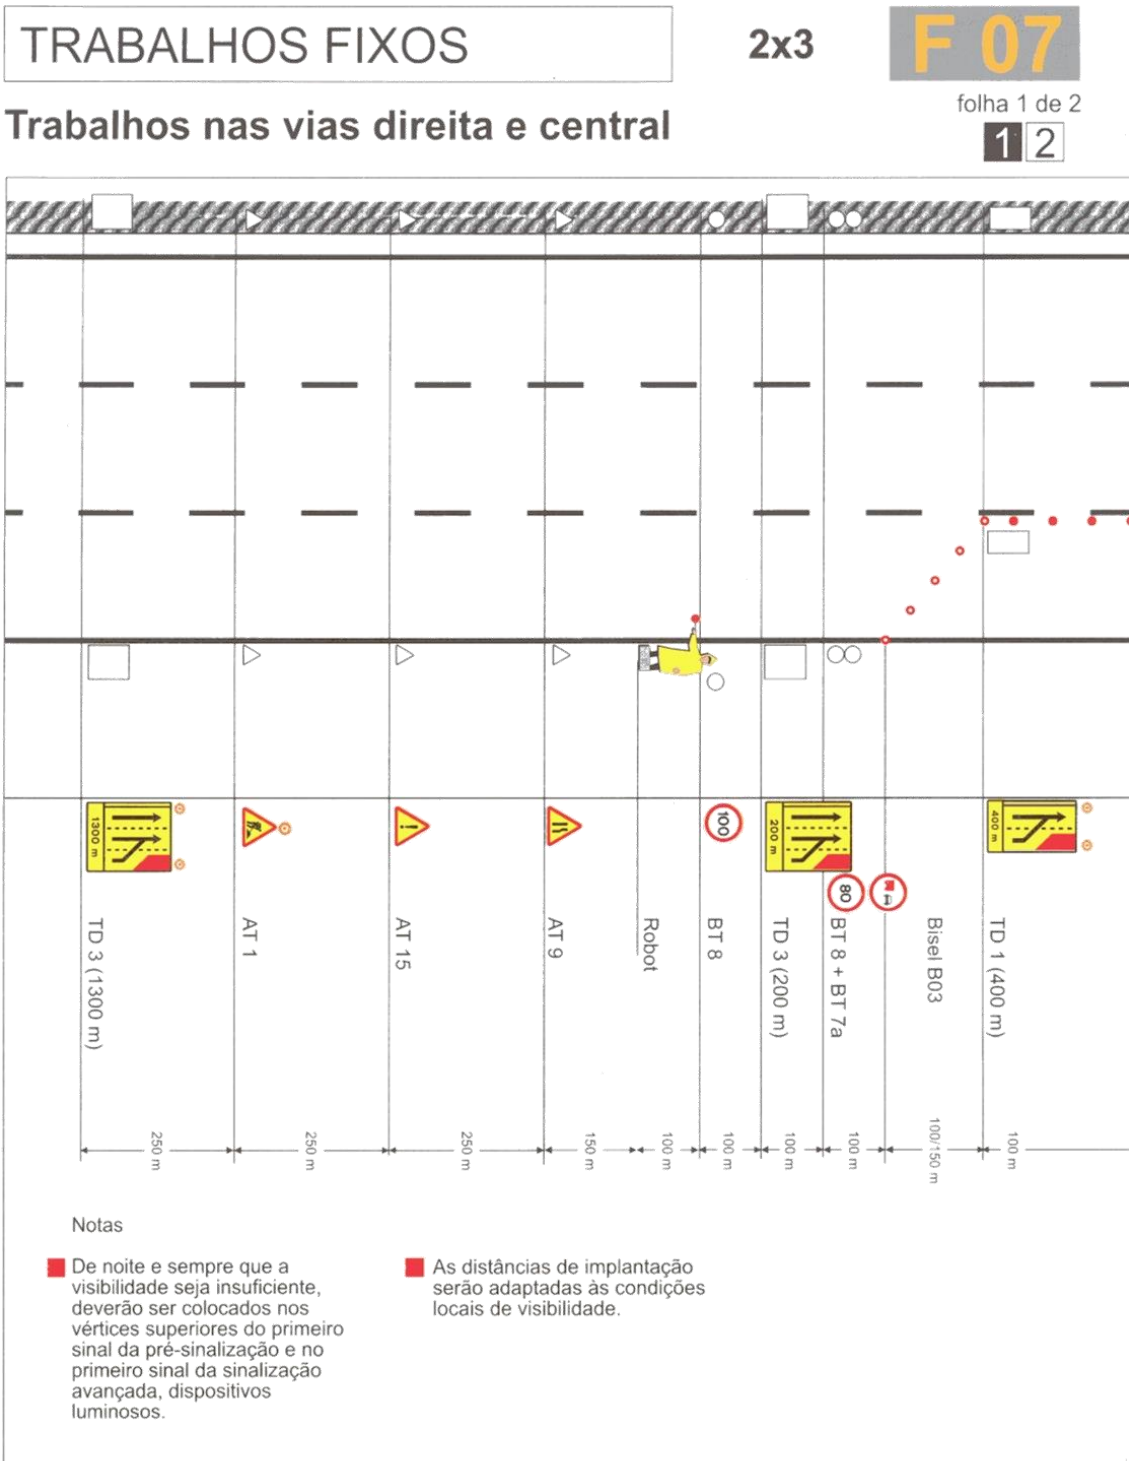 TRABALHOS FIXOS
2x3
F 07
folha 1 de 2
1 2
Trabalhos nas vias direita e central
1300 m
!
100
200 m
80
400 m
TD 3 (1300 m)
AT 1
AT 15
AT 9
Robot
BT 8
TD 3 (200 m)
BT 8 + BT 7a
Bisel B03
TD 1 (400 m)
250 m
250 m
250 m
150 m
100 m
100 m
100 m
100 m
100/150 m
100 m
Notas
De noite e sempre que a
visibilidade seja insuficiente,
deverão ser colocados nos
vértices superiores do primeiro
sinal da pré-sinalização e no
primeiro sinal da sinalização
avançada, dispositivos
luminosos.
As distâncias de implantação
serão adaptadas às condições
locais de visibilidade.